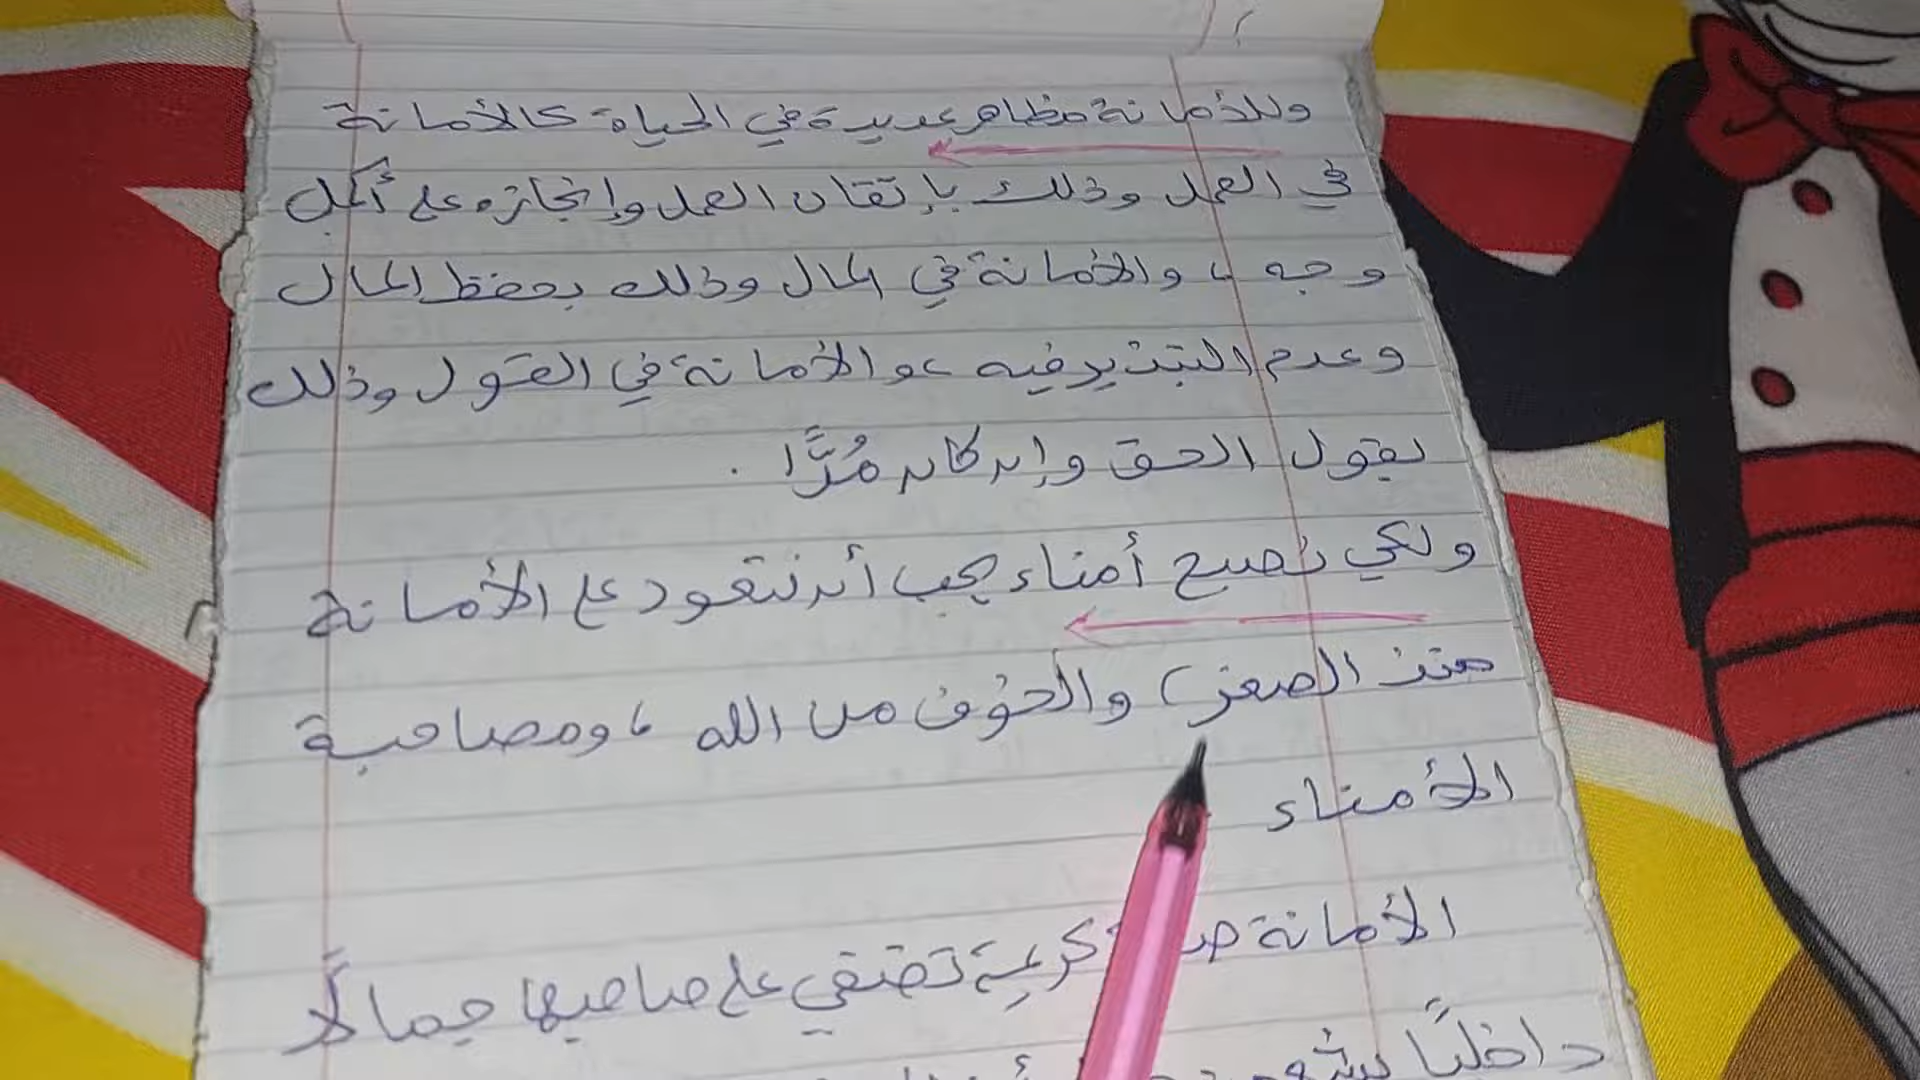 وللأمانة مظاهر عديدة في الحياة كالأمانة
في العمل وذلك بإتقان العمل وإنجازه على أكمل
وجه ، والأمانة في المال وذلك بحفظ المال
وعدم التبذير فيه ، والأمانة في القول وذلك
بقول الحق وإن كان مُرًّا .
ولكي نصبح أمناء يجب أن نتعود على الأمانة
منذ الصغر) والخوف من الله ، ومصاحبة
الأمناء
الأمانة كريمة تضفي على صاحبها جمالًا
داخليًا